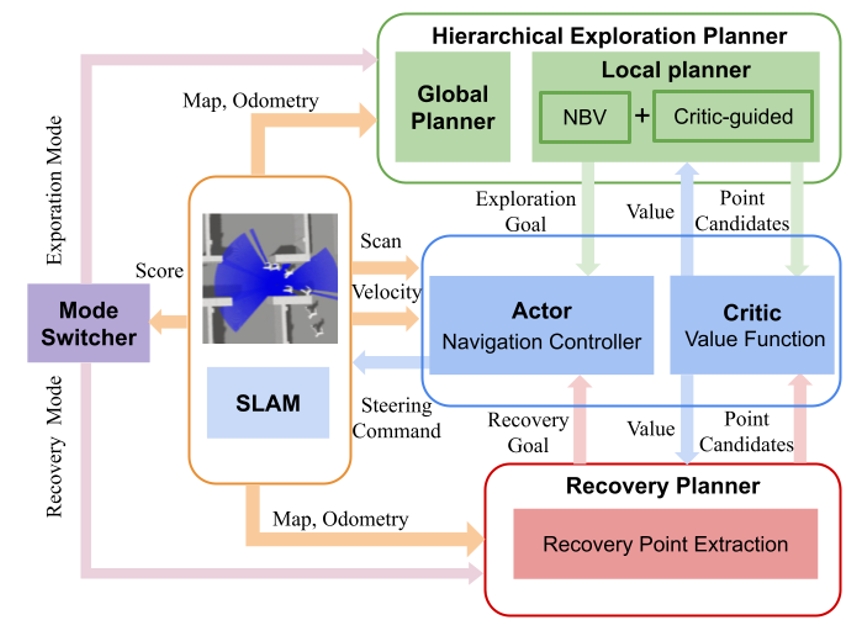 Hierarchical Exploration Planner
Global
Planner
Local planner
NBV
+
Critic-guided
Map, Odometry
Exporation Mode
Exploration
Goal
Value
Point
Candidates
Score
Scan
Velocity
Mode
Switcher
SLAM
Actor
Navigation Controller
Critic
Value Function
Steering
Command
Recovery Mode
Recovery
Goal
Value
Point
Candidates
Map, Odometry
Recovery Planner
Recovery Point Extraction